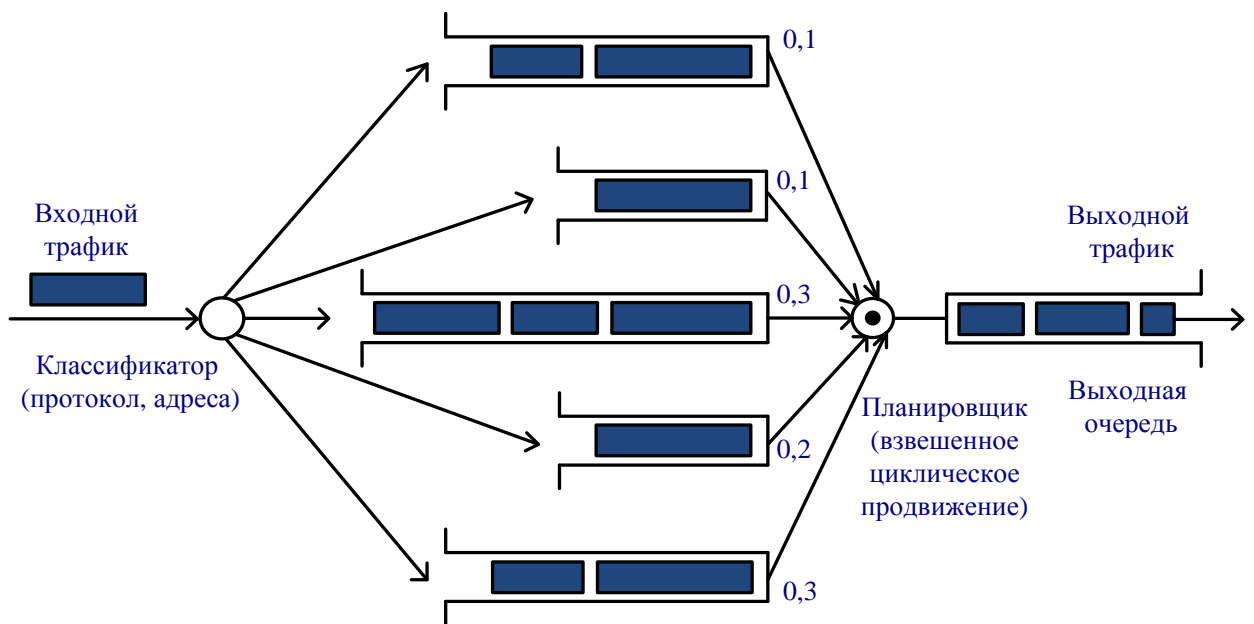 0,1
0,1
Входной
трафик
Выходной
трафик
0,3
Классификатор
(протокол, адреса)
0,2
Планировщик
(взвешенное
циклическое
продвижение)
Выходная
очередь
0,3